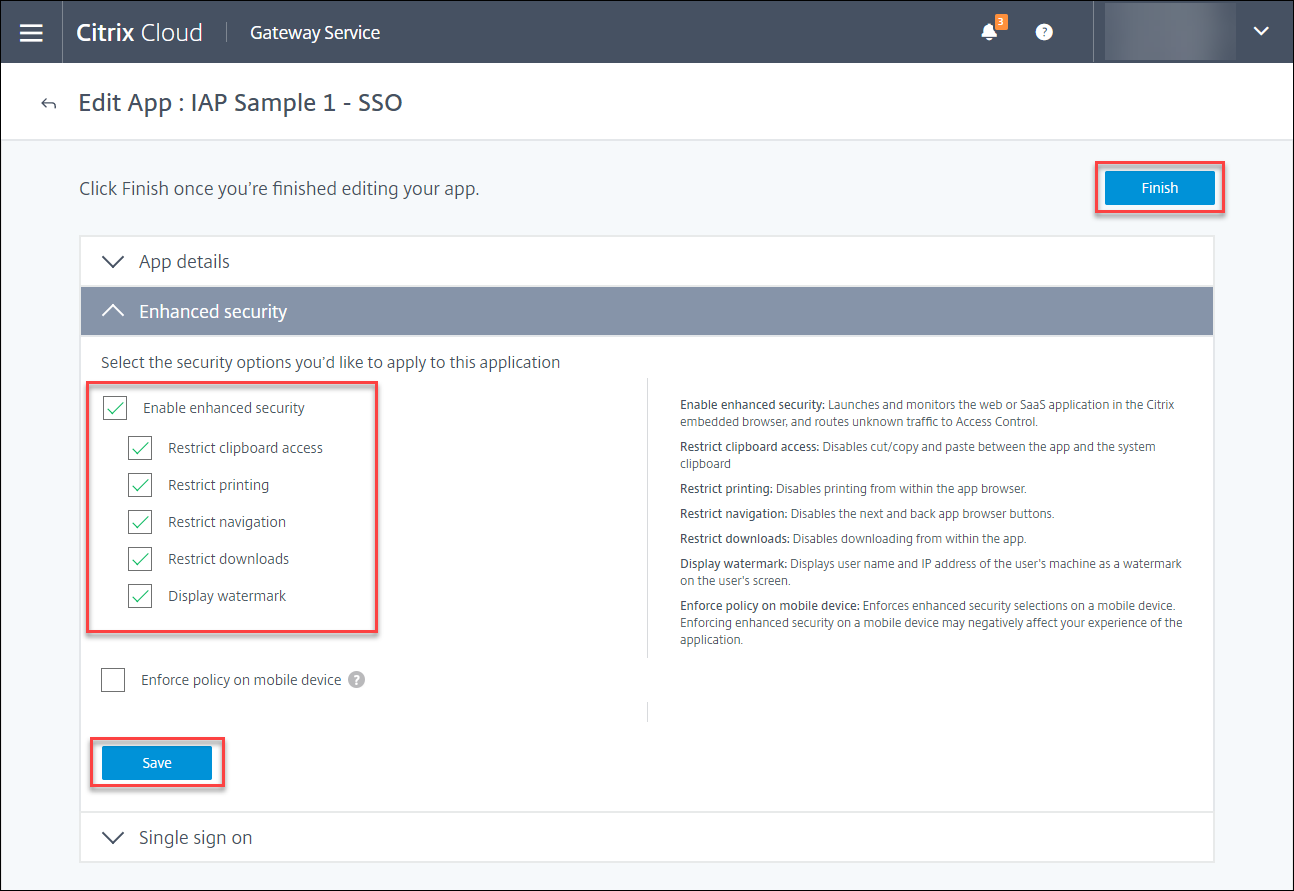 Citrix Cloud
Gateway Service
3
?
Edit App : IAP Sample 1 - SSO
Click Finish once you're finished editing your app.
Finish
App details
Enhanced security
Select the security options you'd like to apply to this application
Enable enhanced security
Restrict clipboard access
Restrict printing
Restrict navigation
Restrict downloads
Display watermark
Enable enhanced security: Launches and monitors the web or SaaS application in the Citrix
embedded browser, and routes unknown traffic to Access Control.
Restrict clipboard access: Disables cut/copy and paste between the app and the system
clipboard
Restrict printing: Disables printing from within the app browser.
Restrict navigation: Disables the next and back app browser buttons.
Restrict downloads: Disables downloading from within the app.
Display watermark: Displays user name and IP address of the user's machine as a watermark
on the user's screen.
Enforce policy on mobile device: Enforces enhanced security selections on a mobile device.
Enforcing enhanced security on a mobile device may negatively affect your experience of the
application.
Enforce policy on mobile device ?
Save
Single sign on